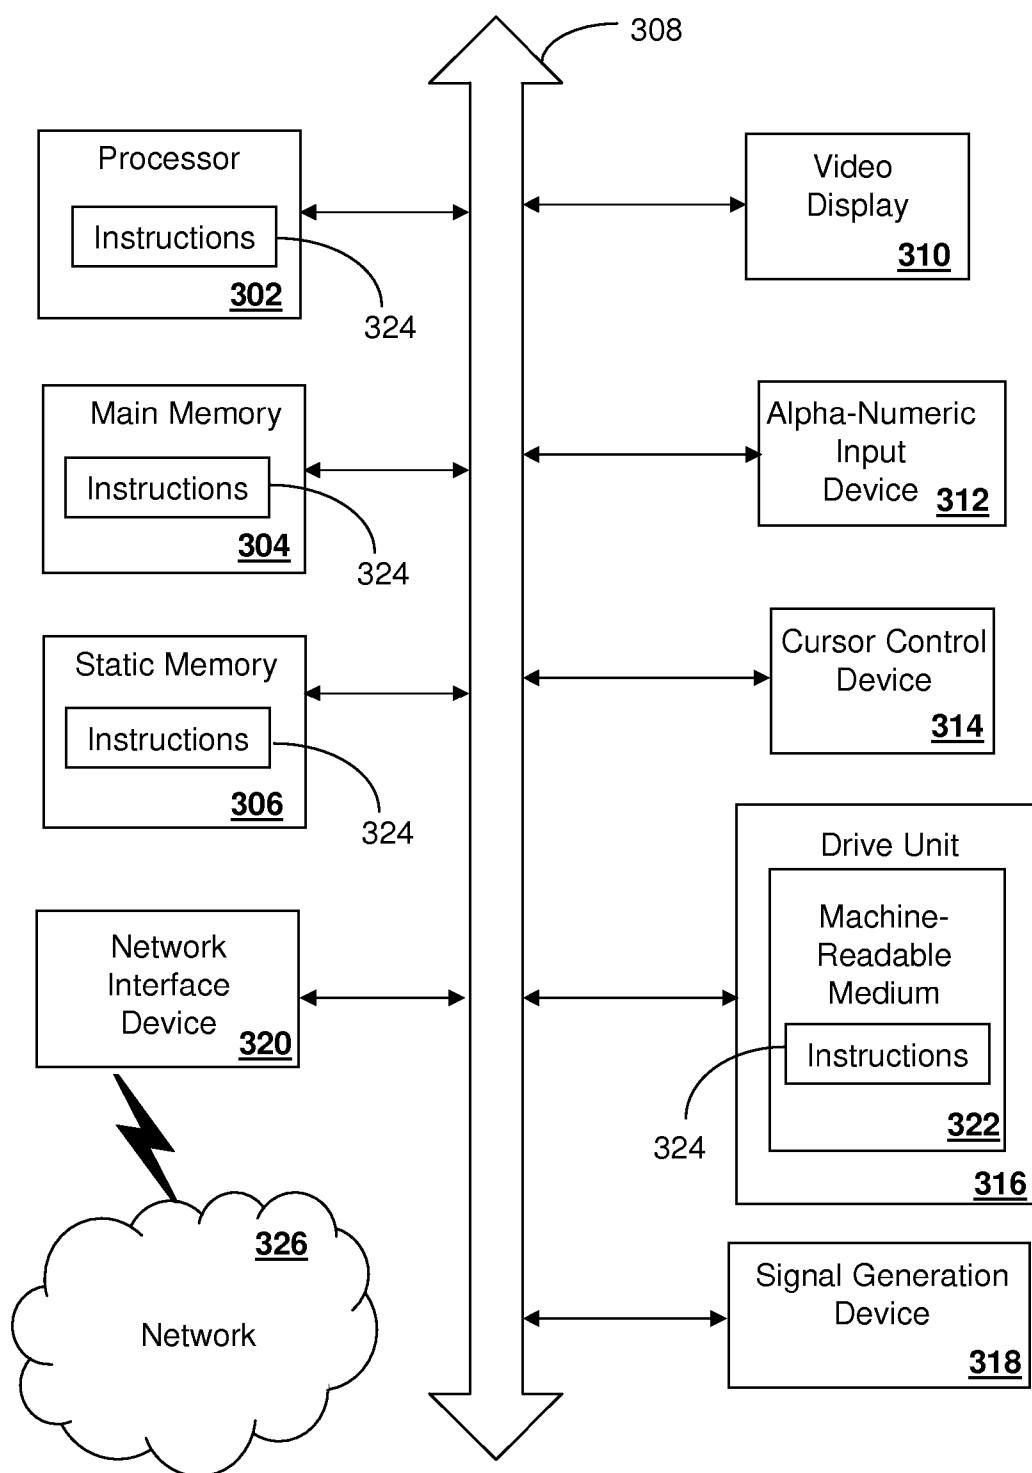 308
Processor
Instructions
302
324
Main Memory
Instructions
304
324
Static Memory
Instructions
306
324
Network
Interface
Device
320
326
Network
Video
Display
310
Alpha-Numeric
Input
Device
312
Cursor Control
Device
314
Drive Unit
Machine-
Readable
Medium
Instructions
324
322
316
Signal Generation
Device
318